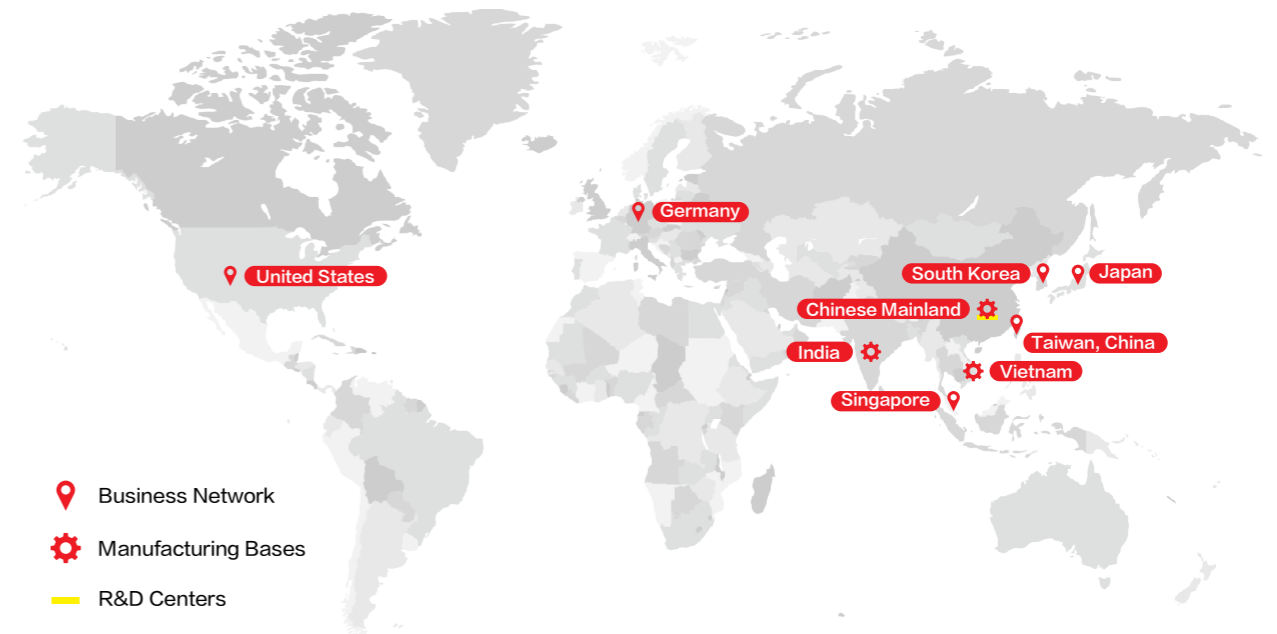 Germany
United States
South Korea
Japan
Chinese Mainland
Taiwan, China
India
Vietnam
Singapore
Business Network
Manufacturing Bases
R&D Centers